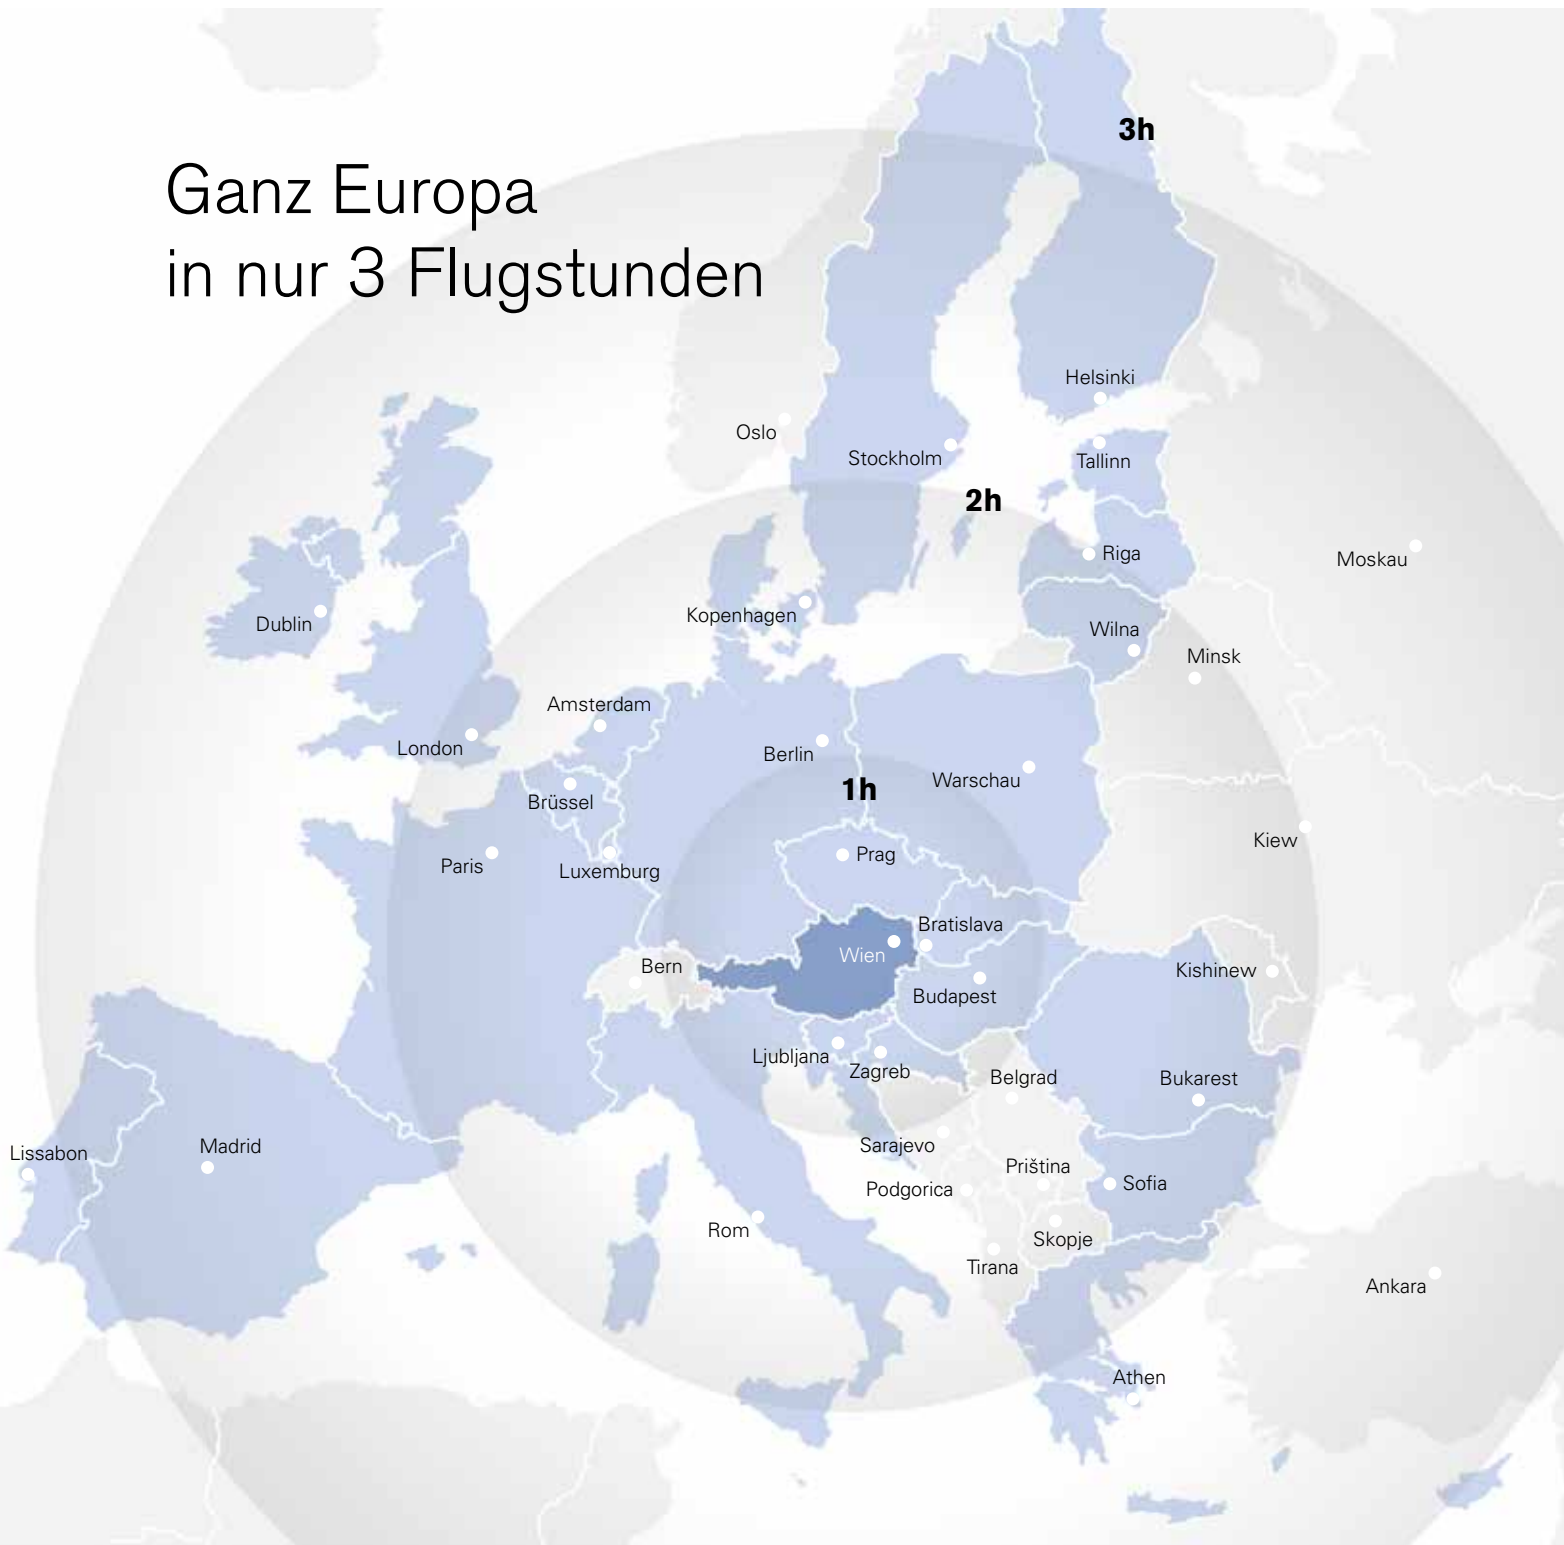 Ganz Europa
in nur 3 Flugstunden
3h
Helsinki
Oslo
Stockholm
Tallinn
2h
Riga
Moskau
Kopenhagen
Dublin
Wilna
Minsk
Amsterdam
London
Berlin
Warschau
1h
Brüssel
Kiew
Prag
Paris
Luxemburg
Bratislava
Wien
Bern
Kishinew
Budapest
Ljubljana
Zagreb
Belgrad
Bukarest
Lissabon
Madrid
Sarajevo
Priština
Podgorica
Sofia
Rom
Skopje
Tirana
Ankara
Athen